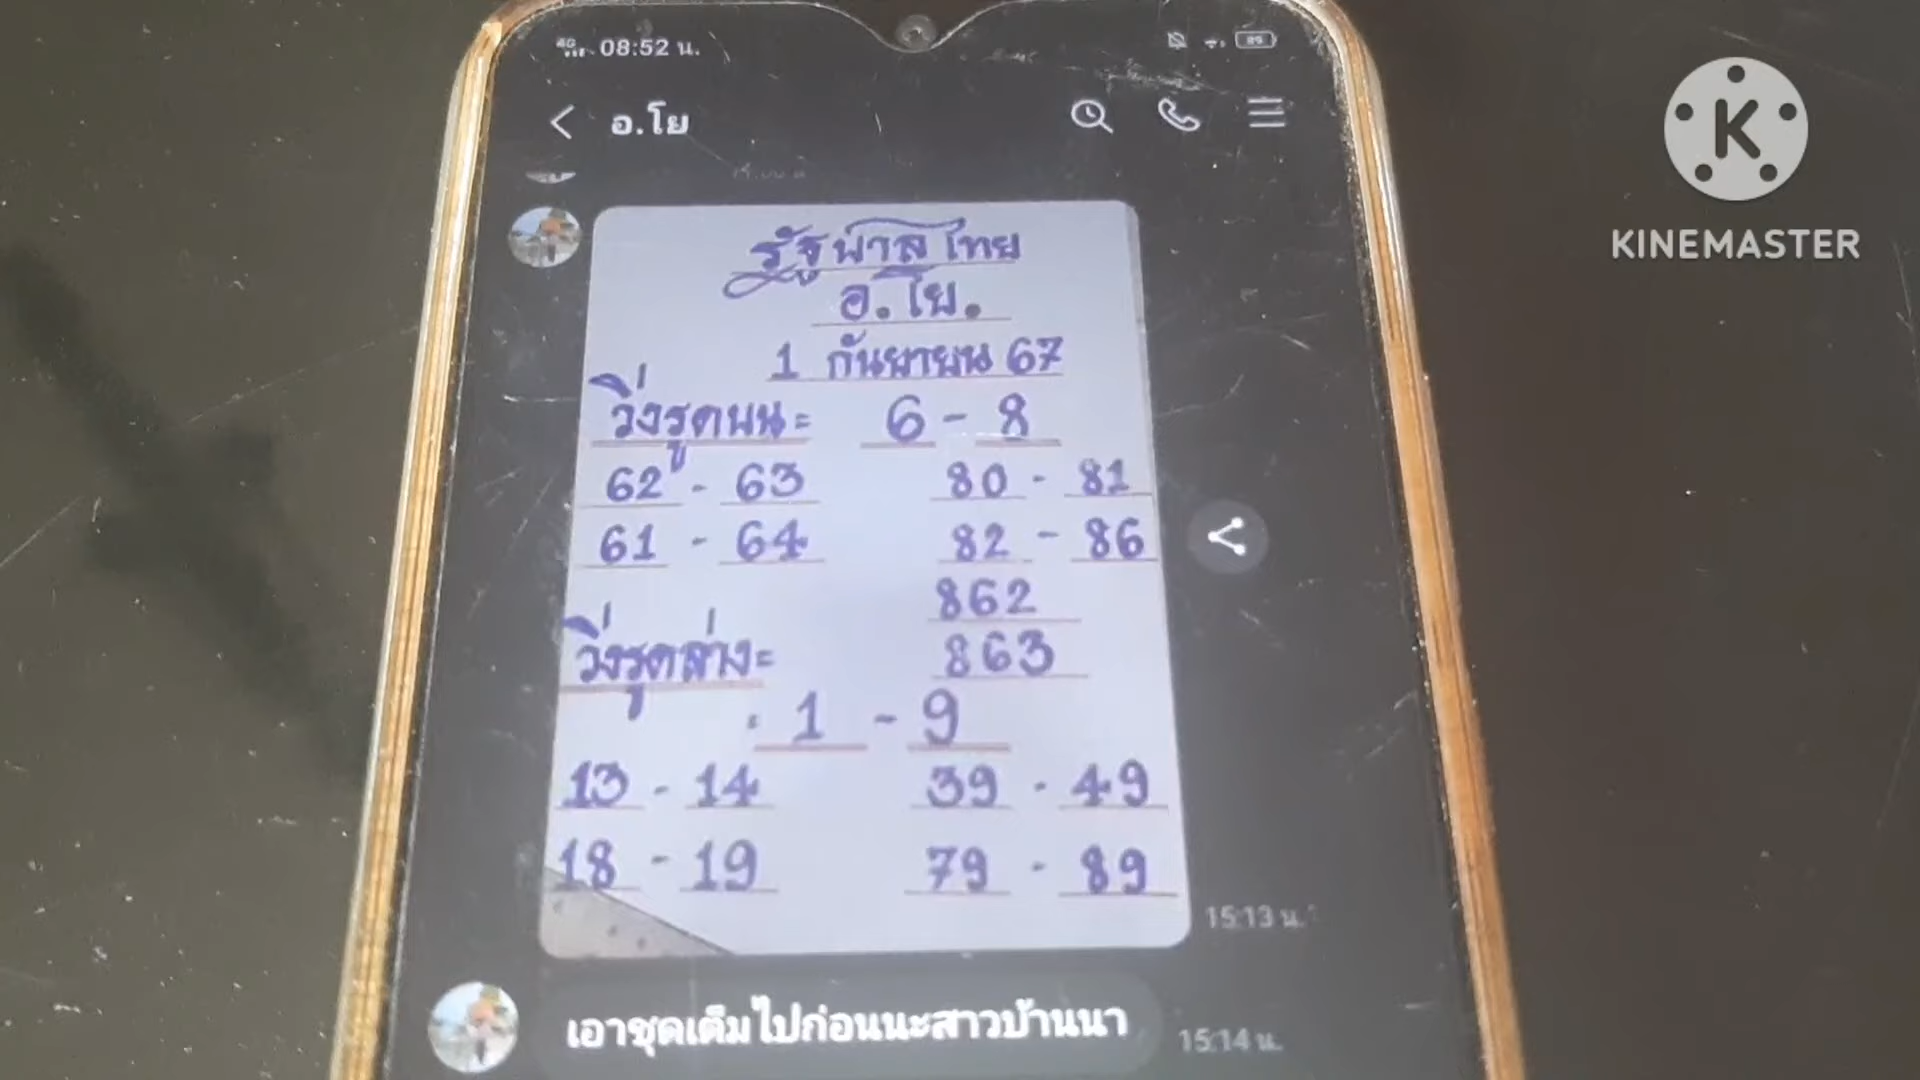 4G 08:52 น. 89
อ.โย
K
KINEMASTER
รัฐบาลไทย
อ.โย.
1 กันยายน 67
วิ่งรูดบน= 6 - 8
62 - 63 80 - 81
61 - 64 82 - 86
862
863
วิ่งรูดล่าง=
= 1 - 9
13 - 14 39 - 49
18 - 19 79 - 89
15:13 น.
เอาชุดเต็มไปก่อนนะสาวบ้านนา
15:14 น.